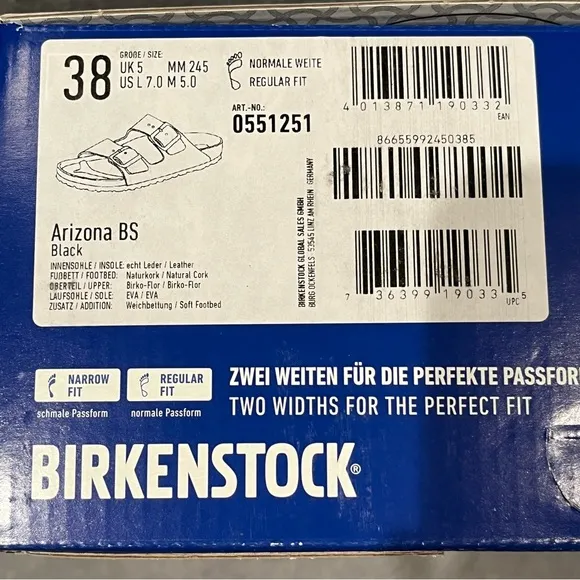 38
GRÖßE / SIZE:
UK 5 MM 245
US L 7.0 M 5.0
NORMALE WEITE
REGULAR FIT
ART.-NO.:
0551251
4 013871 190332
EAN
86655992450385
7 36399 19033 5
UPC
BIRKENSTOCK GLOBAL SALES GMBH
BURG OCKENFELS · 53545 LINZ AM RHEIN · GERMANY
Arizona BS
Black
INNENSOHLE / INSOLE: echt Leder / Leather
FUßBETT / FOOTBED: Naturkork / Natural Cork
OBERTEIL / UPPER: Birko-Flor / Birko-Flor
LAUFSOHLE / SOLE: EVA / EVA
ZUSATZ / ADDITION: Weichbettung / Soft Footbed
NARROW FIT
schmale Passform
REGULAR FIT
normale Passform
ZWEI WEITEN FÜR DIE PERFEKTE PASSFOR
TWO WIDTHS FOR THE PERFECT FIT
BIRKENSTOCK®